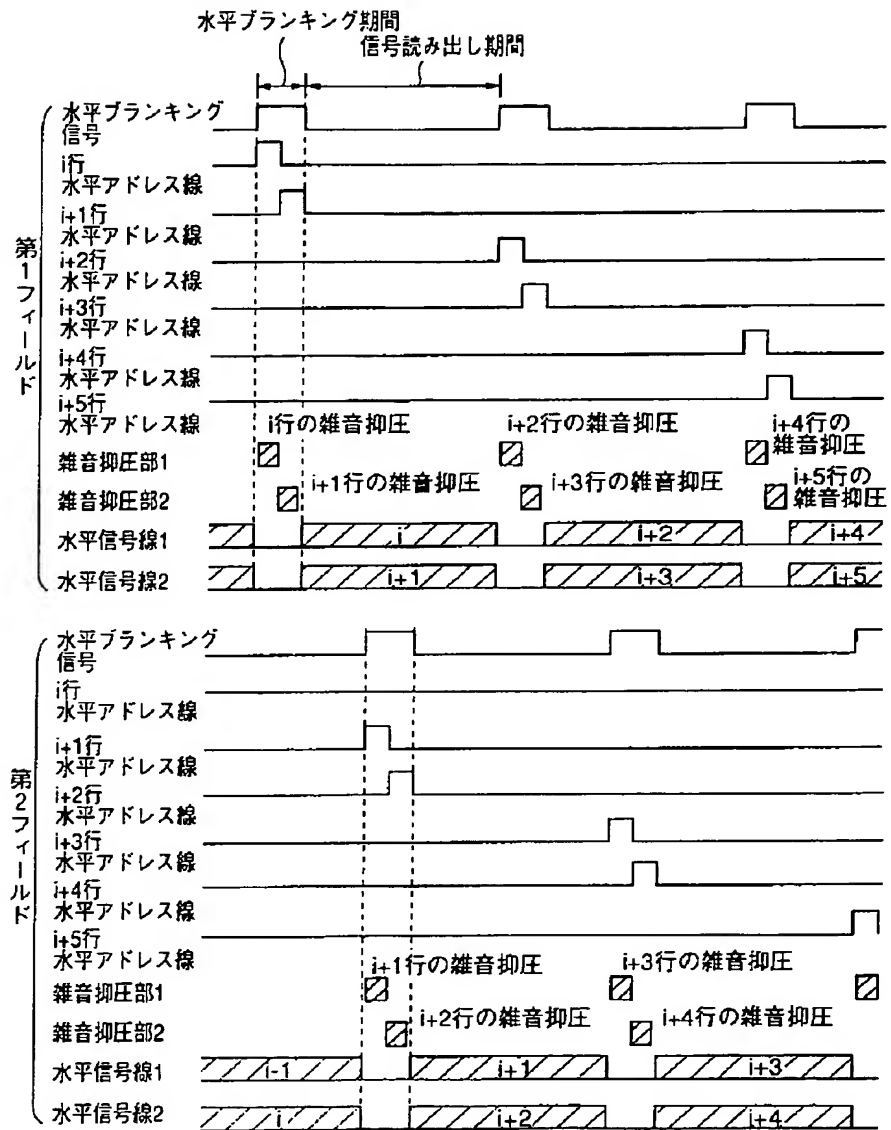 水平ブランキング期間
信号読み出し期間
第1フィールド
水平ブランキング
信号
i行
水平アドレス線
i+1行
水平アドレス線
i+2行
水平アドレス線
i+3行
水平アドレス線
i+4行
水平アドレス線
i+5行
水平アドレス線
i行の雑音抑圧
i+2行の雑音抑圧
i+4行の
雑音抑圧
雑音抑圧部1
i+1行の雑音抑圧
i+3行の雑音抑圧
i+5行の
雑音抑圧
雑音抑圧部2
水平信号線1
i
i+2
i+4
水平信号線2
i+1
i+3
i+5
第2フィールド
水平ブランキング
信号
i行
水平アドレス線
i+1行
水平アドレス線
i+2行
水平アドレス線
i+3行
水平アドレス線
i+4行
水平アドレス線
i+5行
水平アドレス線
i+1行の雑音抑圧
i+3行の雑音抑圧
雑音抑圧部1
i+2行の雑音抑圧
i+4行の雑音抑圧
雑音抑圧部2
水平信号線1
i-1
i+1
i+3
水平信号線2
i
i+2
i+4